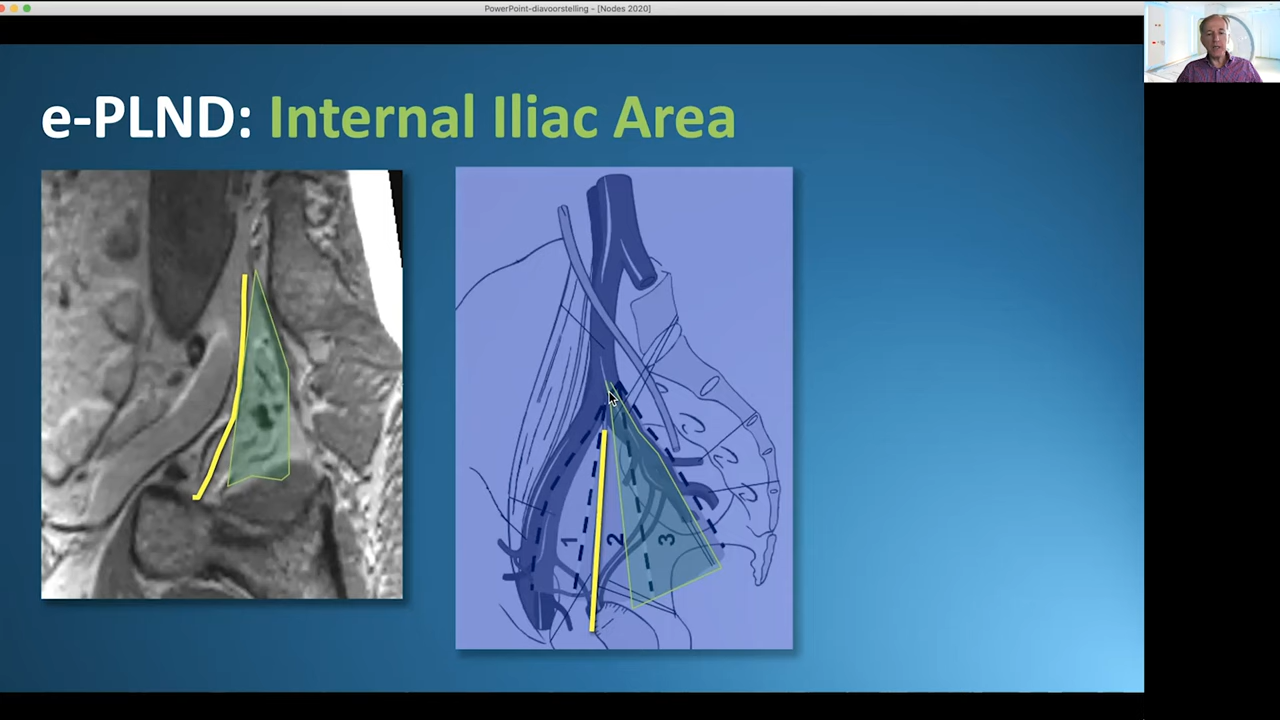 PowerPoint-diavoorstelling - [Nodes 2020]
e-PLND: Internal Iliac Area
1
2
3